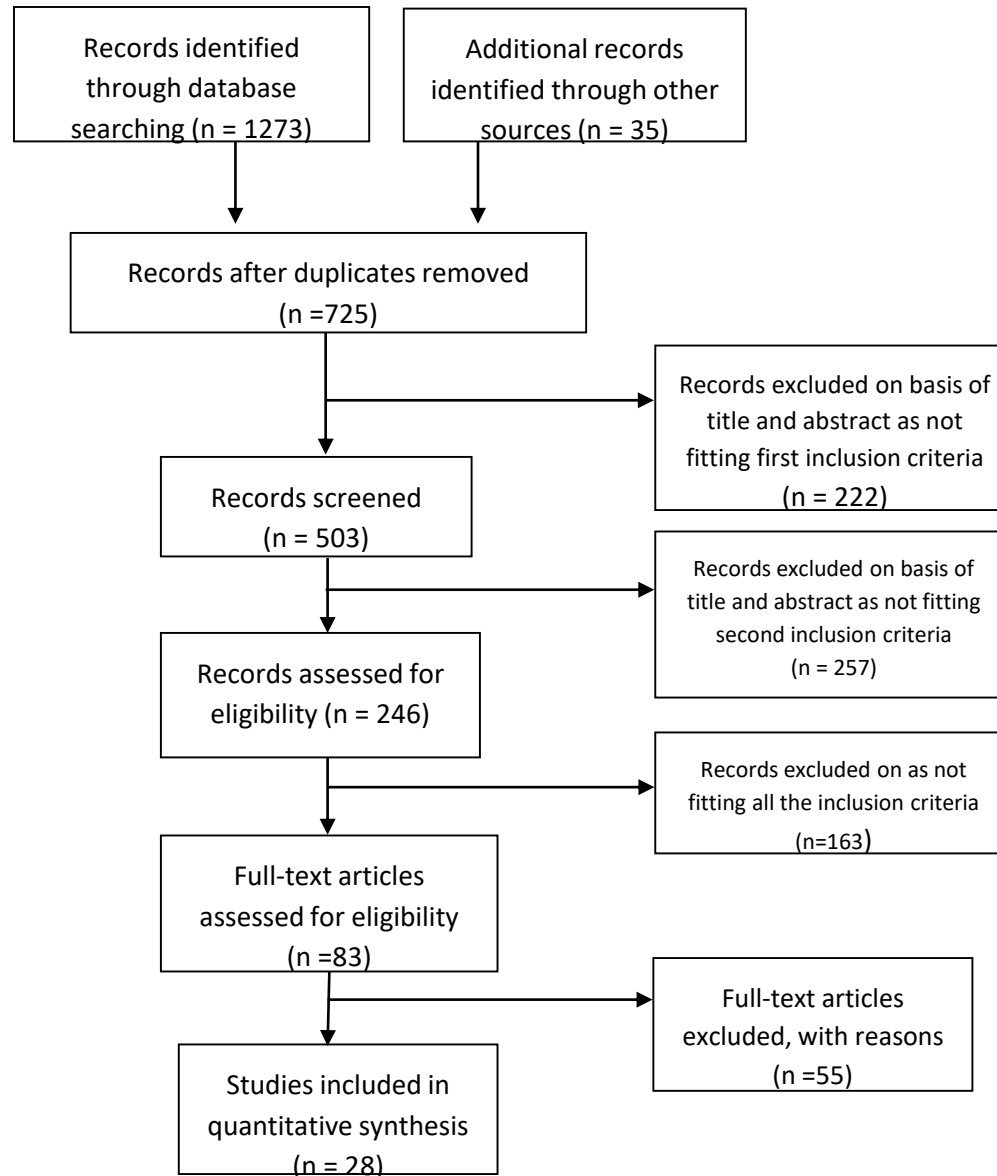 Records identified
through database
searching (n = 1273)
Additional records
identified through other
sources (n = 35)
Records after duplicates removed
(n =725)
Records excluded on basis of
title and abstract as not
fitting first inclusion criteria
(n = 222)
Records screened
(n = 503)
Records excluded on basis of
title and abstract as not fitting
second inclusion criteria
(n = 257)
Records assessed for
eligibility (n = 246)
Records excluded on as not
fitting all the inclusion criteria
(n=163)
Full-text articles
assessed for eligibility
(n =83)
Full-text articles
excluded, with reasons
(n =55)
Studies included in
quantitative synthesis
(n = 28)